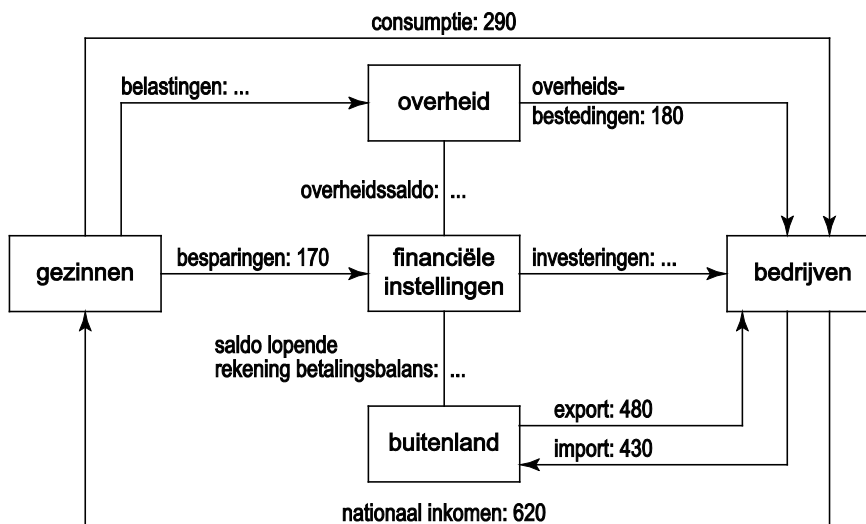 consumptie: 290
belastingen: ...
overheid
overheids-
bestedingen: 180
overheidssaldo: ...
gezinnen
besparingen: 170
financiële
instellingen
investeringen: ...
bedrijven
saldo lopende
rekening betalingsbalans: ...
buitenland
export: 480
import: 430
nationaal inkomen: 620